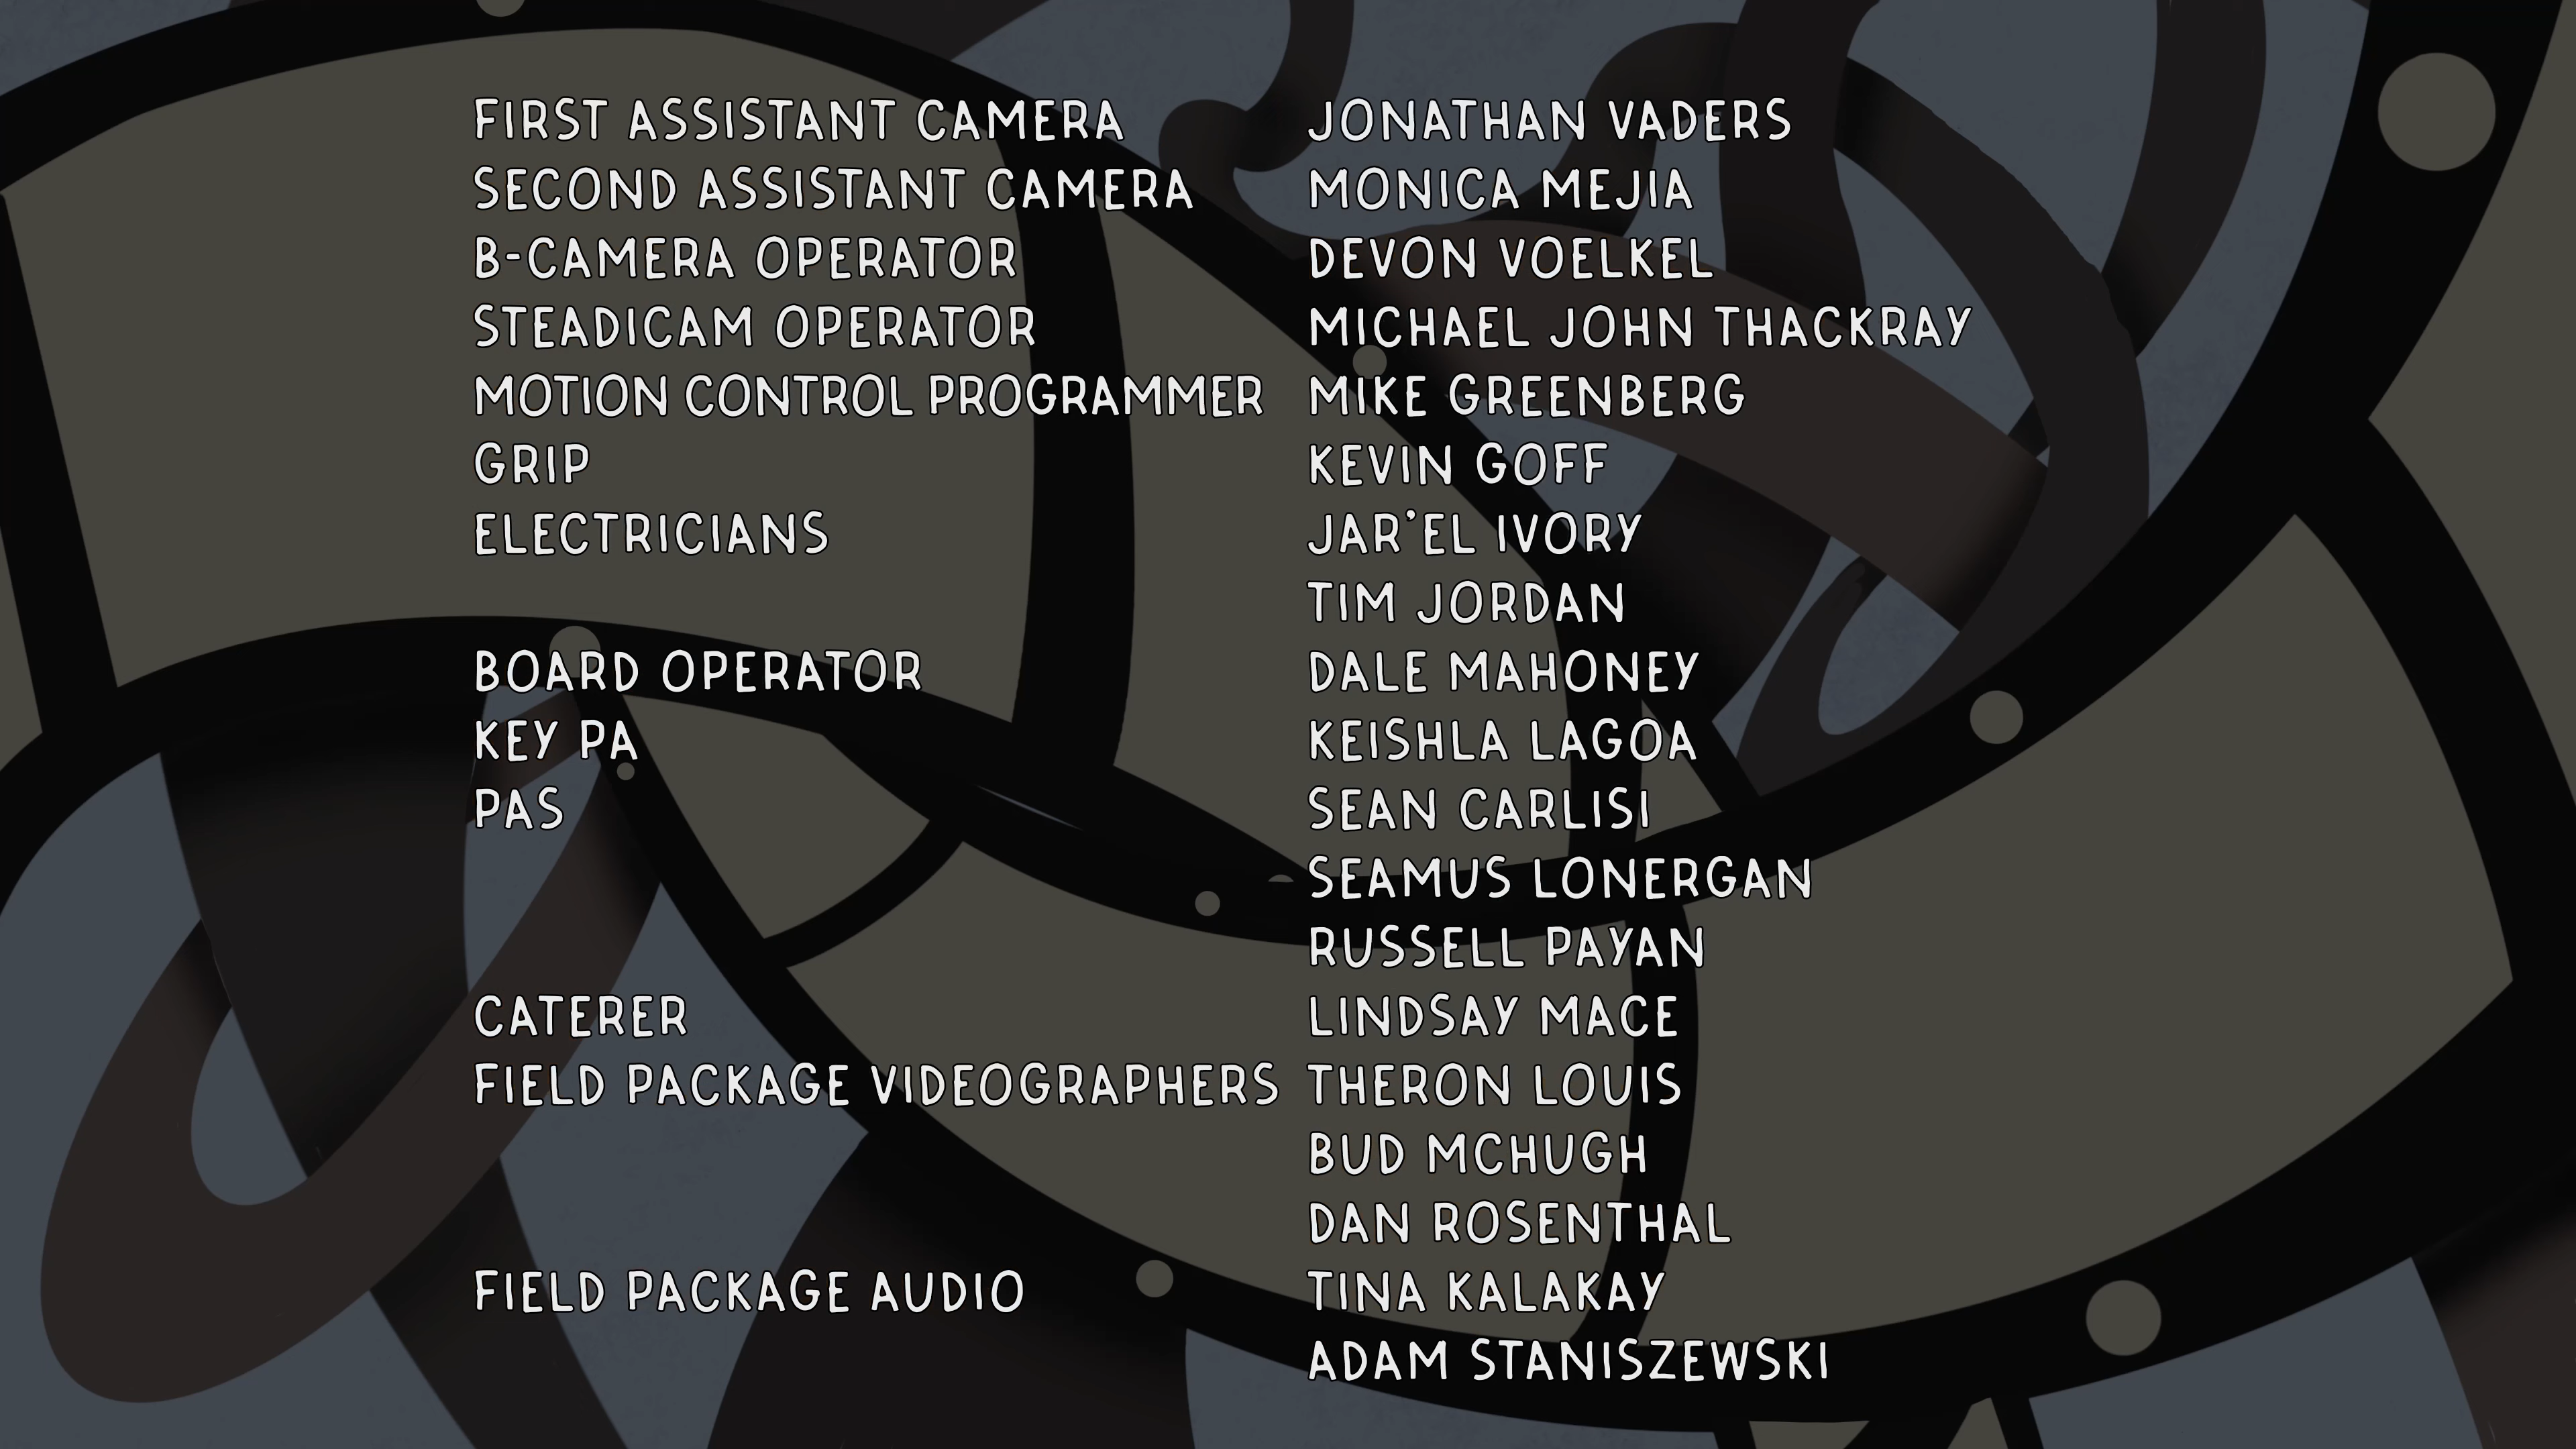 FIRST ASSISTANT CAMERA JONATHAN VADERS
SECOND ASSISTANT CAMERA MONICA MEJIA
B-CAMERA OPERATOR DEVON VOELKEL
STEADICAM OPERATOR MICHAEL JOHN THACKRAY
MOTION CONTROL PROGRAMMER MIKE GREENBERG
GRIP KEVIN GOFF
ELECTRICIANS JAR'EL IVORY
TIM JORDAN
BOARD OPERATOR DALE MAHONEY
KEY PA KEISHLA LAGOA
PAS SEAN CARLISI
SEAMUS LONERGAN
RUSSELL PAYAN
CATERER LINDSAY MACE
FIELD PACKAGE VIDEOGRAPHERS THERON LOUIS
BUD MCHUGH
DAN ROSENTHAL
FIELD PACKAGE AUDIO TINA KALAKAY
ADAM STANISZEWSKI